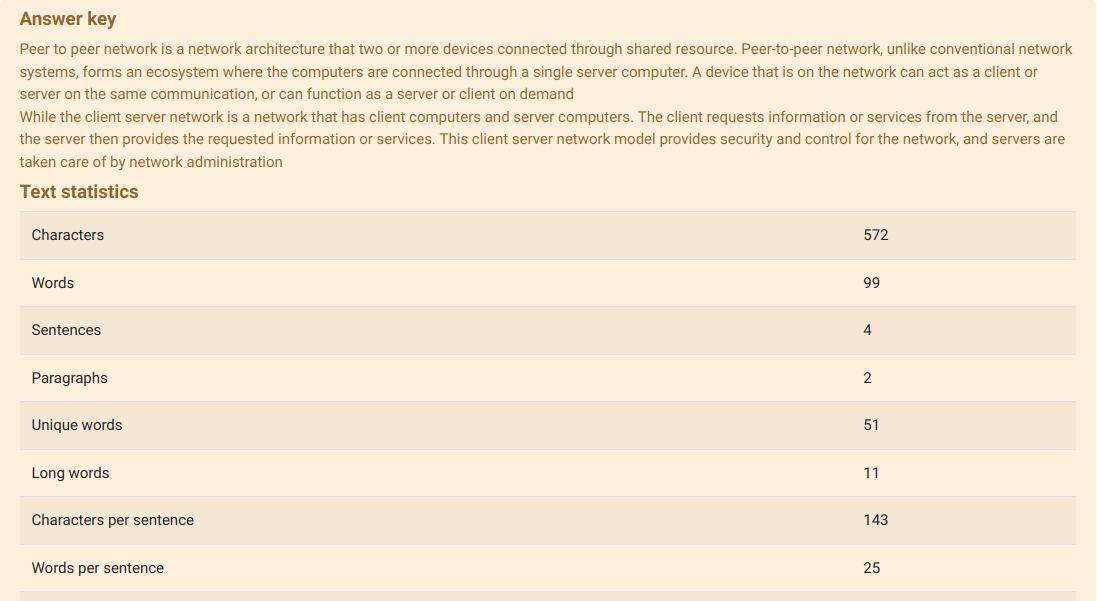 Answer key
Peer to peer network is a network architecture that two or more devices connected through shared resource. Peer-to-peer network, unlike conventional network
systems, forms an ecosystem where the computers are connected through a single server computer. A device that is on the network can act as a client or
server on the same communication, or can function as a server or client on demand
While the client server network is a network that has client computers and server computers. The client requests information or services from the server, and
the server then provides the requested information or services. This client server network model provides security and control for the network, and servers are
taken care of by network administration
Text statistics
Characters 572
Words 99
Sentences 4
Paragraphs 2
Unique words 51
Long words 11
Characters per sentence 143
Words per sentence 25